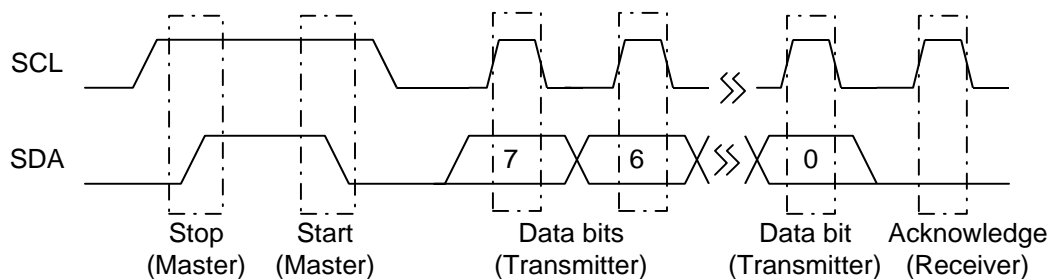 SCL
SDA
7 6 0
Stop Start Data bits Data bit Acknowledge
(Master) (Master) (Transmitter) (Transmitter) (Receiver)